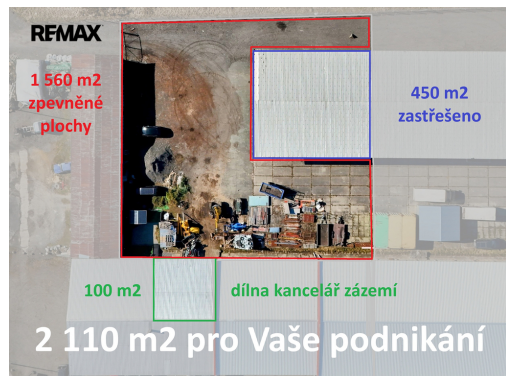 RE/MAX
1 560 m2
zpevněné
plochy
450 m2
zastřešeno
100 m2
dílna kancelář zázemí
2 110 m2 pro Vaše podnikání